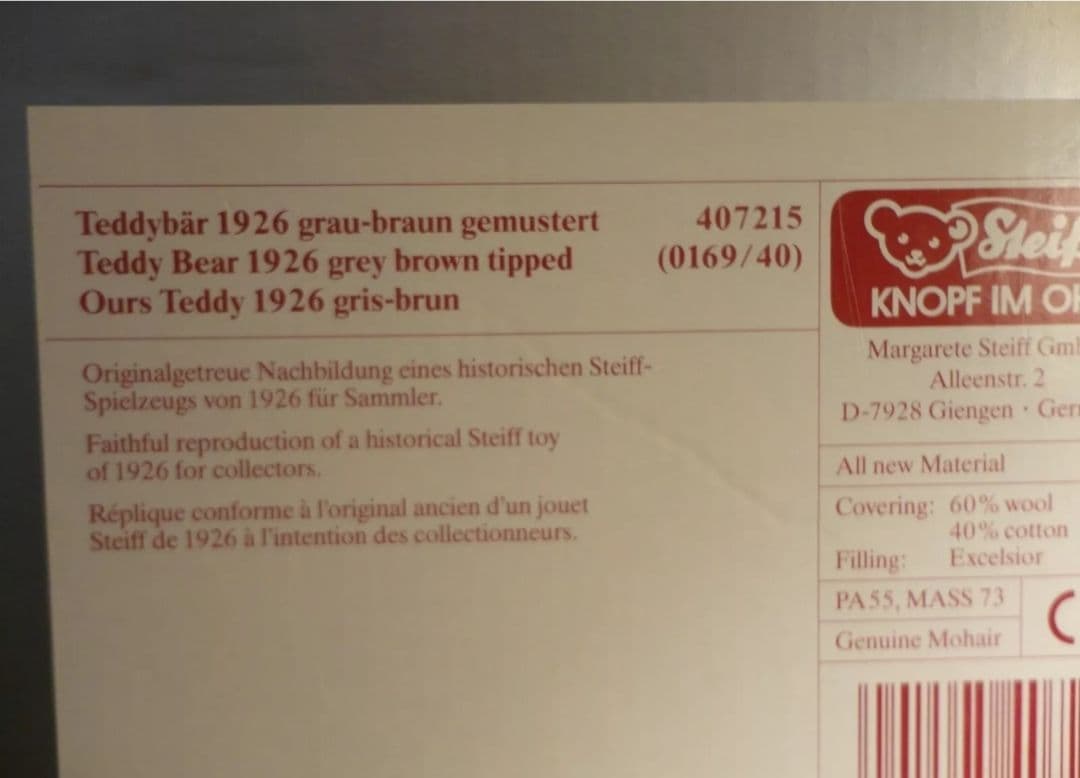 Teddybär 1926 grau-braun gemustert 407215
Teddy Bear 1926 grey brown tipped (0169/40)
Ours Teddy 1926 gris-brun
Originalgetreue Nachbildung eines historischen Steiff-
Spielzeugs von 1926 für Sammler.
Faithful reproduction of a historical Steiff toy
of 1926 for collectors.
Réplique conforme à l'original ancien d'un jouet
Steiff de 1926 à l'intention des collectionneurs.
Steif
KNOPF IM
Margarete Steiff
Alleenstr. 2
D-7928 Giengen ·
All new Material
Covering: 60% wool
40% cotton
Filling: Excelsior
PA55, MASS 73
Genuine Mohair